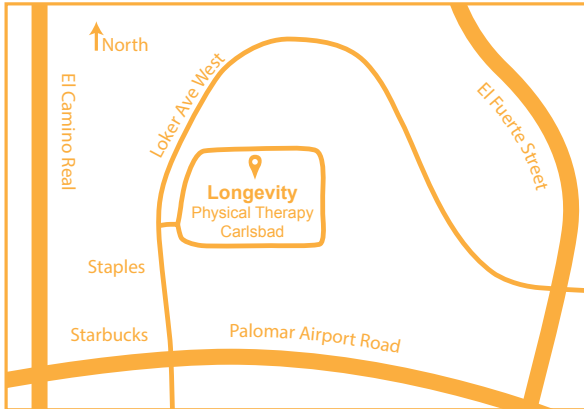 North
El Camino Real
Loker Ave West
El Fuerte Street
Longevity
Physical Therapy
Carlsbad
Staples
Starbucks
Palomar Airport Road